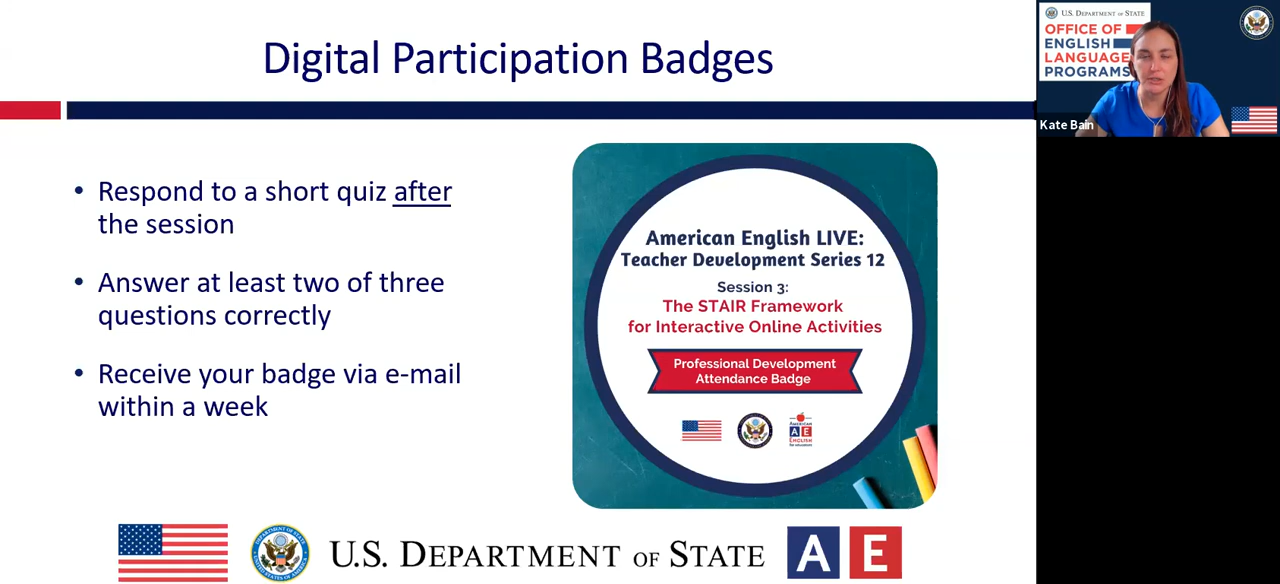 Digital Participation Badges
• Respond to a short quiz after
the session
• Answer at least two of three
questions correctly
• Receive your badge via e-mail
within a week
American English LIVE:
Teacher Development Series 12
Session 3:
The STAIR Framework
for Interactive Online Activities
Professional Development
Attendance Badge
AMERICAN
A E
ENGLISH
U.S. DEPARTMENT OF STATE
A E
U.S. DEPARTMENT OF STATE
OFFICE OF
ENGLISH
LANGUAGE
PROGRAMS
Kate Bain